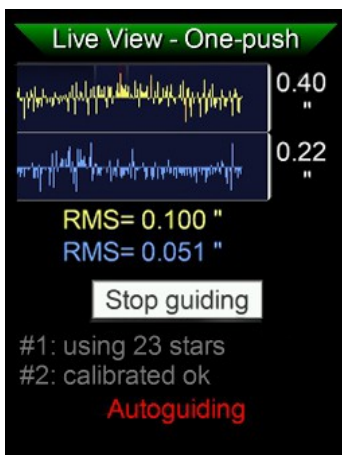 Live View - One-push
0.40
"
0.22
"
RMS= 0.100 "
RMS= 0.051 "
Stop guiding
#1: using 23 stars
#2: calibrated ok
Autoguiding